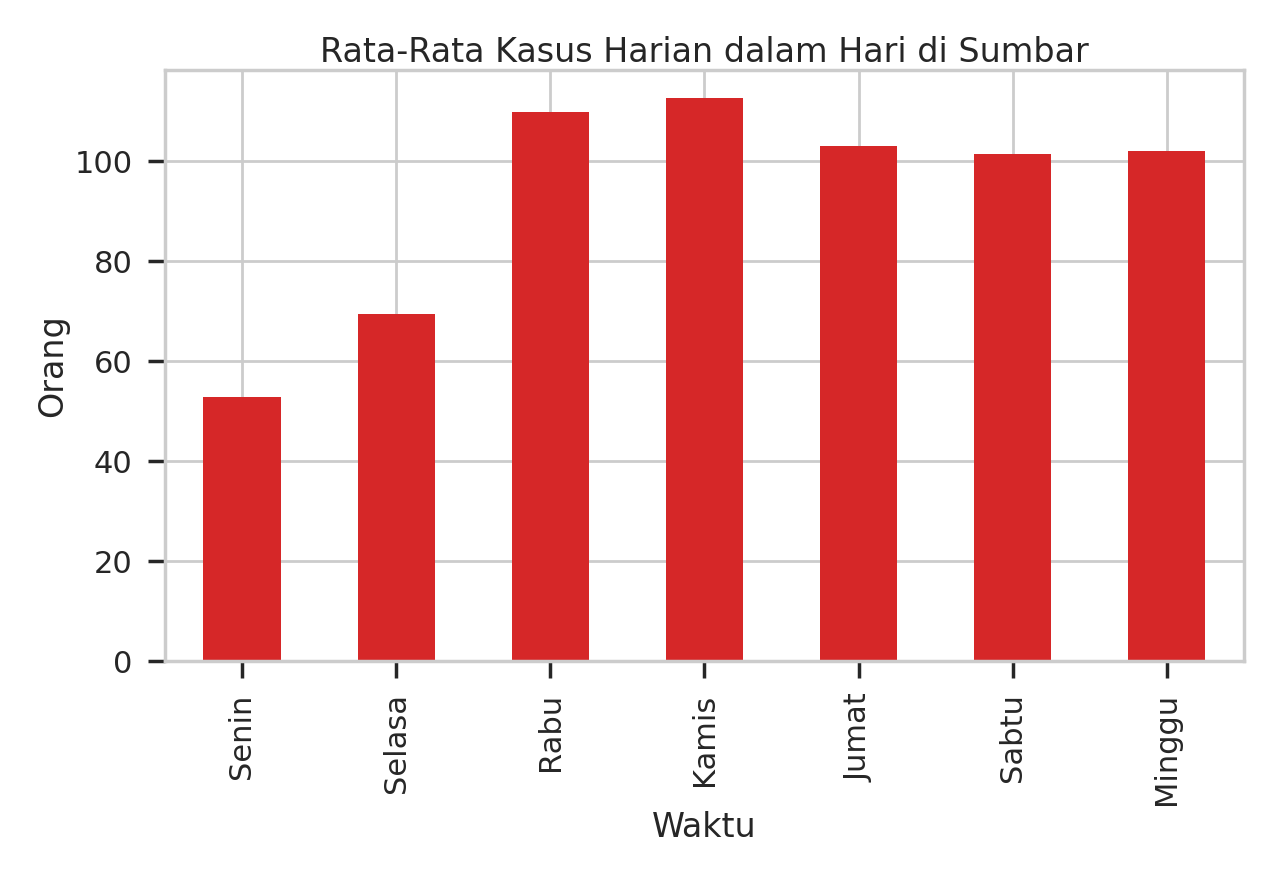 Rata-Rata Kasus Harian dalam Hari di Sumbar
Orang
100
80
60
40
20
0
Senin
Selasa
Rabu
Kamis
Jumat
Sabtu
Minggu
Waktu